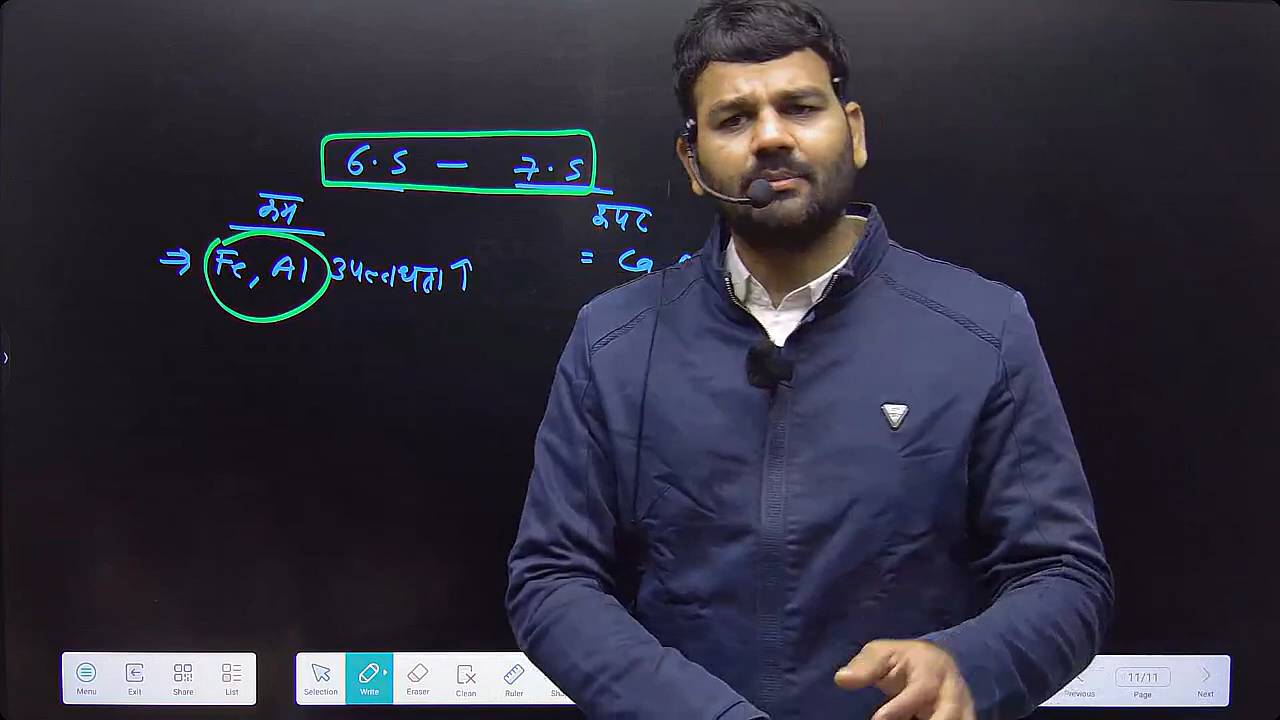 6.5 — 7.5
कम
ऊपर
⇒ Fe, Al उपलब्धता ↑
= Ca
Menu
Exit
Share
List
Selection
Write
Eraser
Clean
Ruler
Previous
11/11
Page
Next